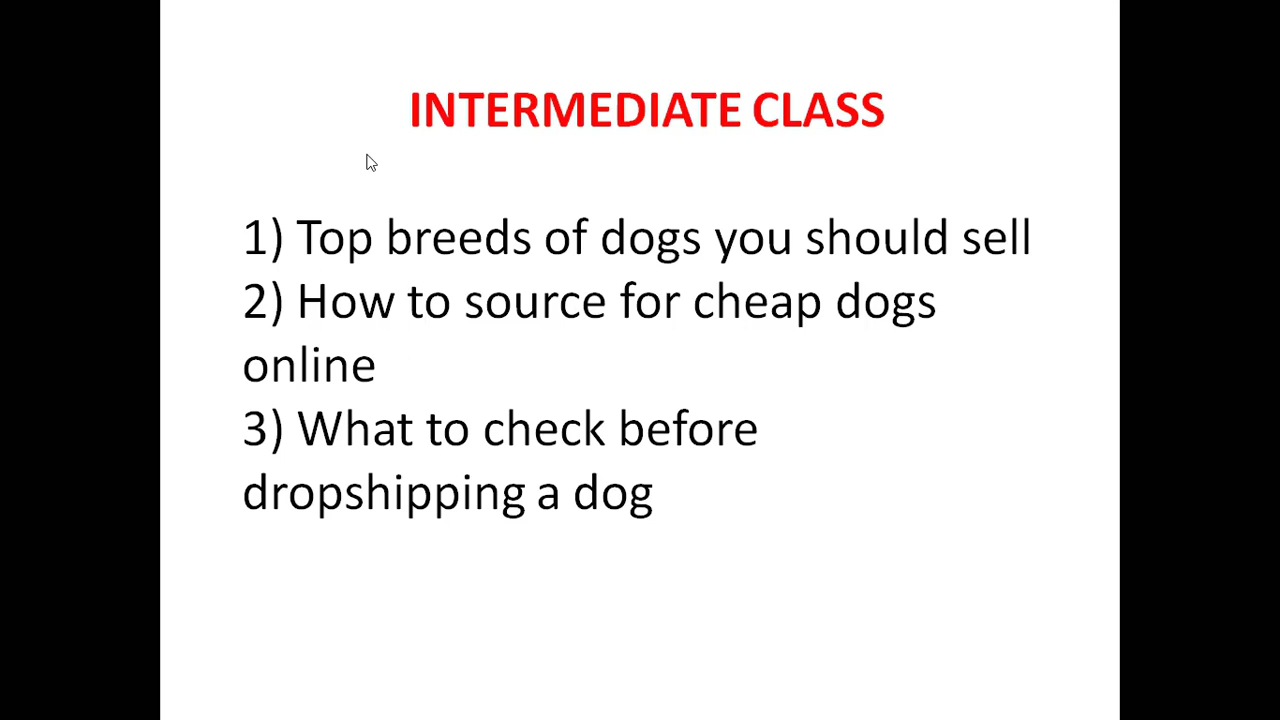 INTERMEDIATE CLASS
1) Top breeds of dogs you should sell
2) How to source for cheap dogs
online
3) What to check before
dropshipping a dog